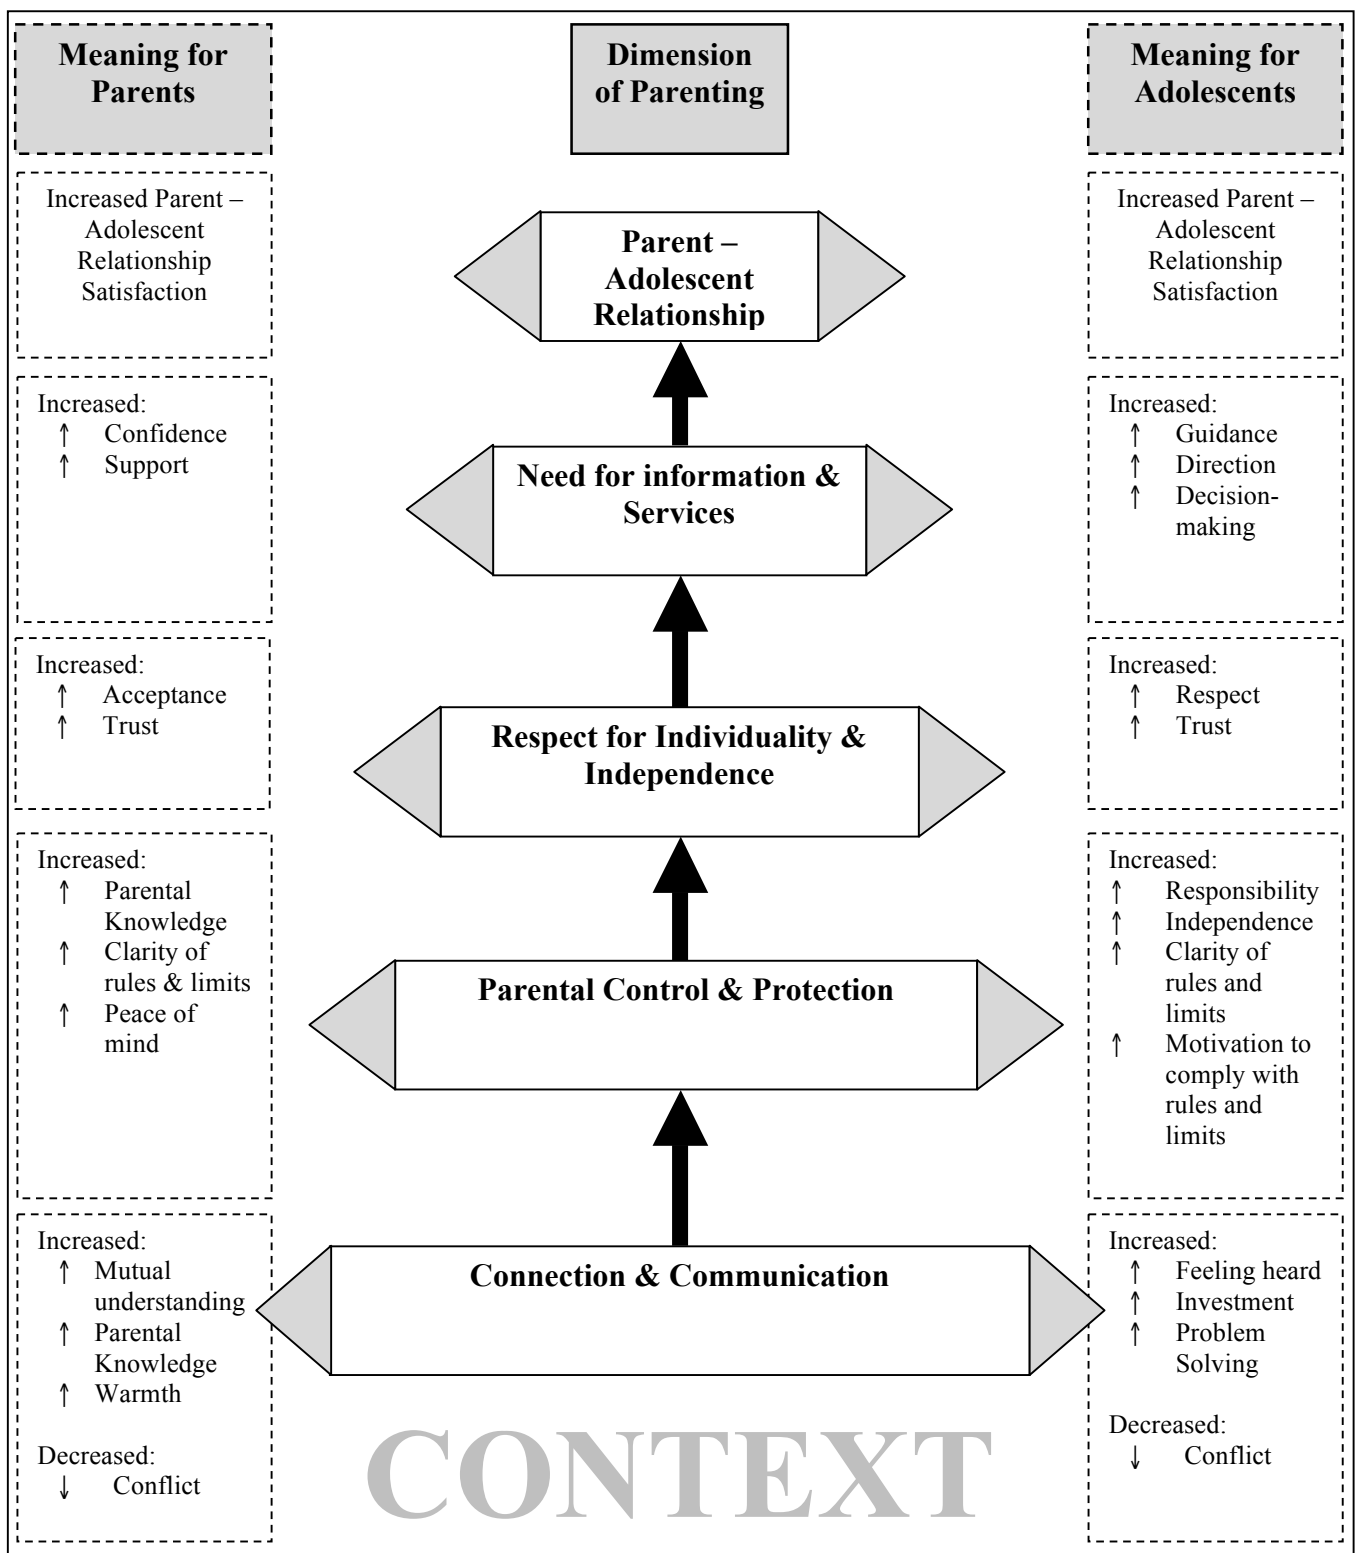 Meaning for
Parents
Dimension
of Parenting
Meaning for
Adolescents
Increased Parent –
Adolescent
Relationship
Satisfaction
Parent –
Adolescent
Relationship
Increased Parent –
Adolescent
Relationship
Satisfaction
Increased:
↑ Confidence
↑ Support
Need for information &
Services
Increased:
↑ Guidance
↑ Direction
↑ Decision-
making
Increased:
↑ Acceptance
↑ Trust
Respect for Individuality &
Independence
Increased:
↑ Respect
↑ Trust
Increased:
↑ Parental
Knowledge
↑ Clarity of
rules & limits
↑ Peace of
mind
Parental Control & Protection
Increased:
↑ Responsibility
↑ Independence
↑ Clarity of
rules and
limits
↑ Motivation to
comply with
rules and
limits
Increased:
↑ Mutual
understanding
↑ Parental
Knowledge
↑ Warmth
Decreased:
↓ Conflict
Connection & Communication
Increased:
↑ Feeling heard
↑ Investment
↑ Problem
Solving
Decreased:
↓ Conflict
CONTEXT